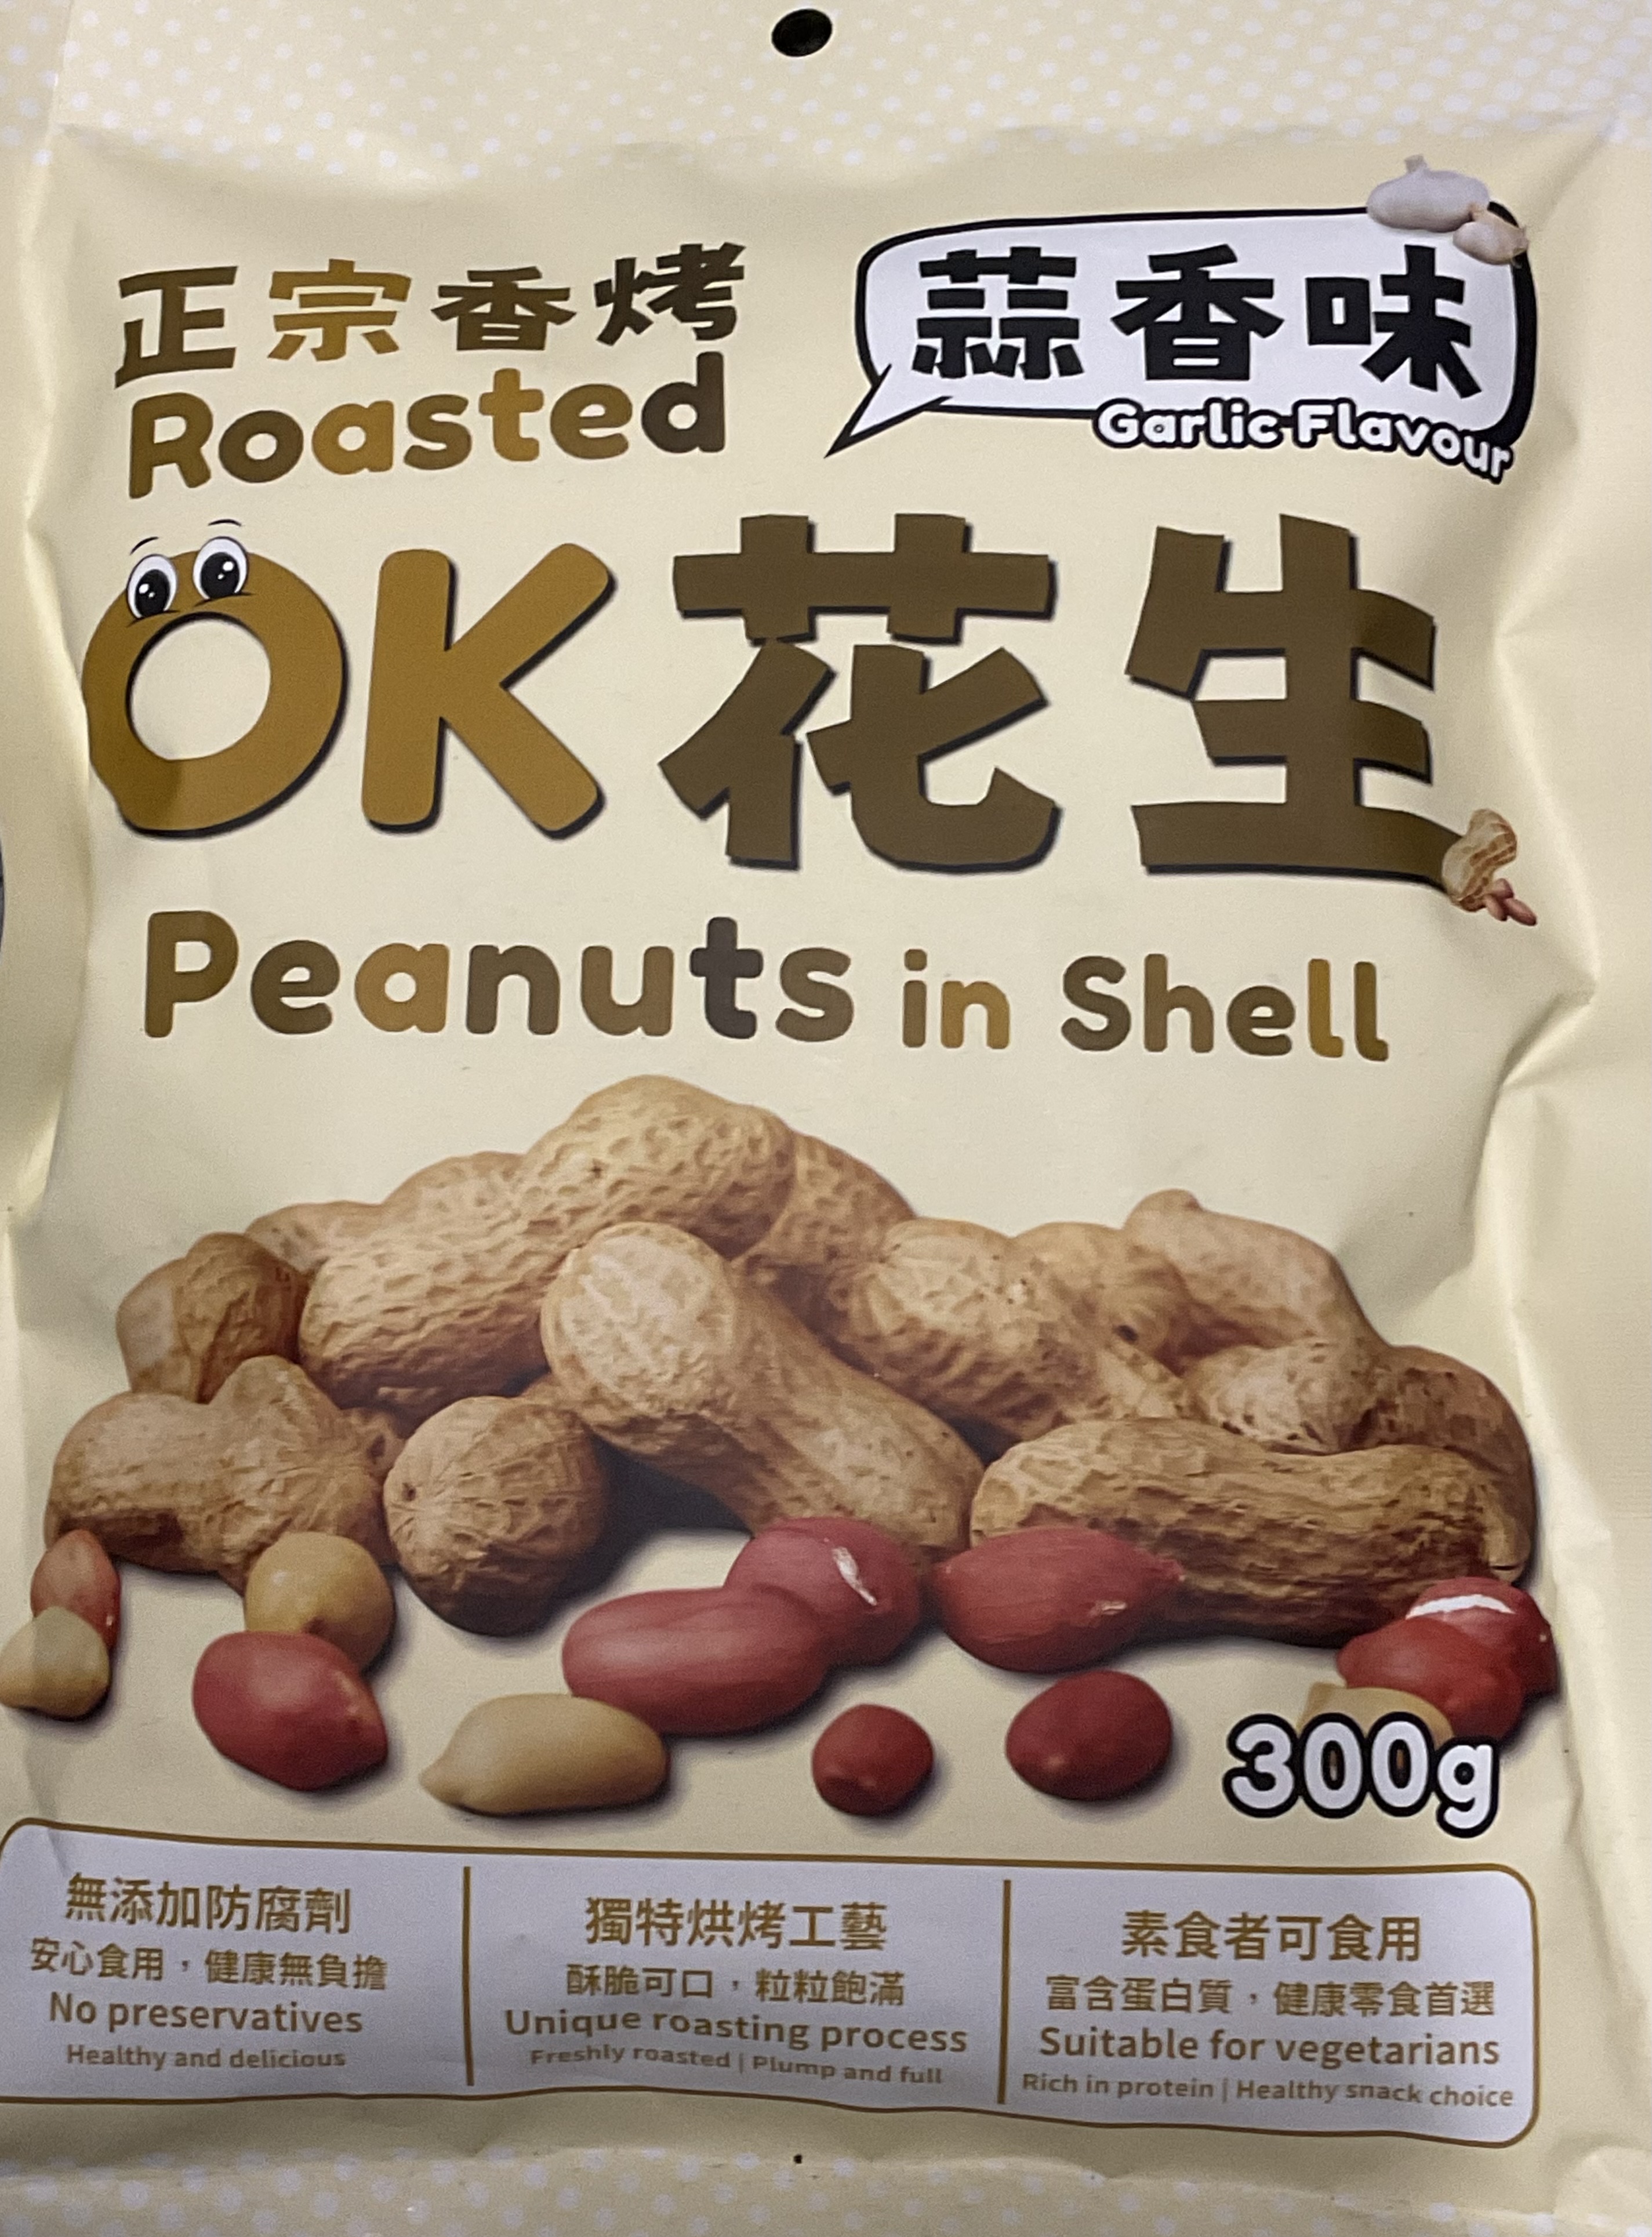 正宗香烤
Roasted
蒜香味
Garlic Flavour
OK花生
Peanuts in Shell
300g
無添加防腐劑
安心食用，健康無負擔
No preservatives
Healthy and delicious
獨特烘烤工藝
酥脆可口，粒粒飽滿
Unique roasting process
Freshly roasted | Plump and full
素食者可食用
富含蛋白質，健康零食首選
Suitable for vegetarians
Rich in protein | Healthy snack choice